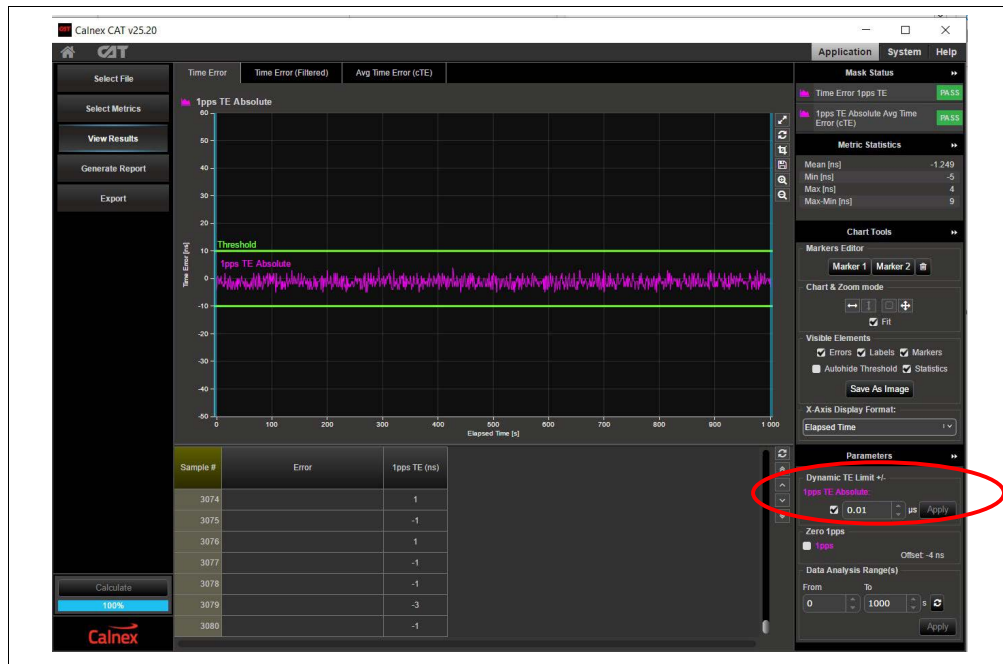 CAT Calnex CAT v25.20
CAT
Application System Help
Select File
Select Metrics
View Results
Generate Report
Export
Calculate
100%
Calnex
Time Error Time Error (Filtered) Avg Time Error (cTE)
1pps TE Absolute
60
50
40
30
20
10
0
-10
-20
-30
-40
-50
Time Error [ns]
Threshold
1pps TE Absolute
0 100 200 300 400 500 600 700 800 900 1 000
Elapsed Time [s]
Sample # Error 1pps TE (ns)
3074 1
3075 -1
3076 1
3077 -1
3078 -1
3079 -3
3080 -1
Mask Status
Time Error 1pps TE PASS
1pps TE Absolute Avg Time
Error (cTE) PASS
Metric Statistics
Mean [ns] -1.249
Min [ns] -5
Max [ns] 4
Max-Min [ns] 9
Chart Tools
Markers Editor
Marker 1 Marker 2
Chart & Zoom mode
Fit
Visible Elements
Errors Labels Markers
Autohide Threshold Statistics
Save As Image
X-Axis Display Format:
Elapsed Time
Parameters
Dynamic TE Limit +/-
1pps TE Absolute:
0.01 µs Apply
Zero 1pps
1pps
Offset: -4 ns
Data Analysis Range(s)
From To
0 1000 s
Apply